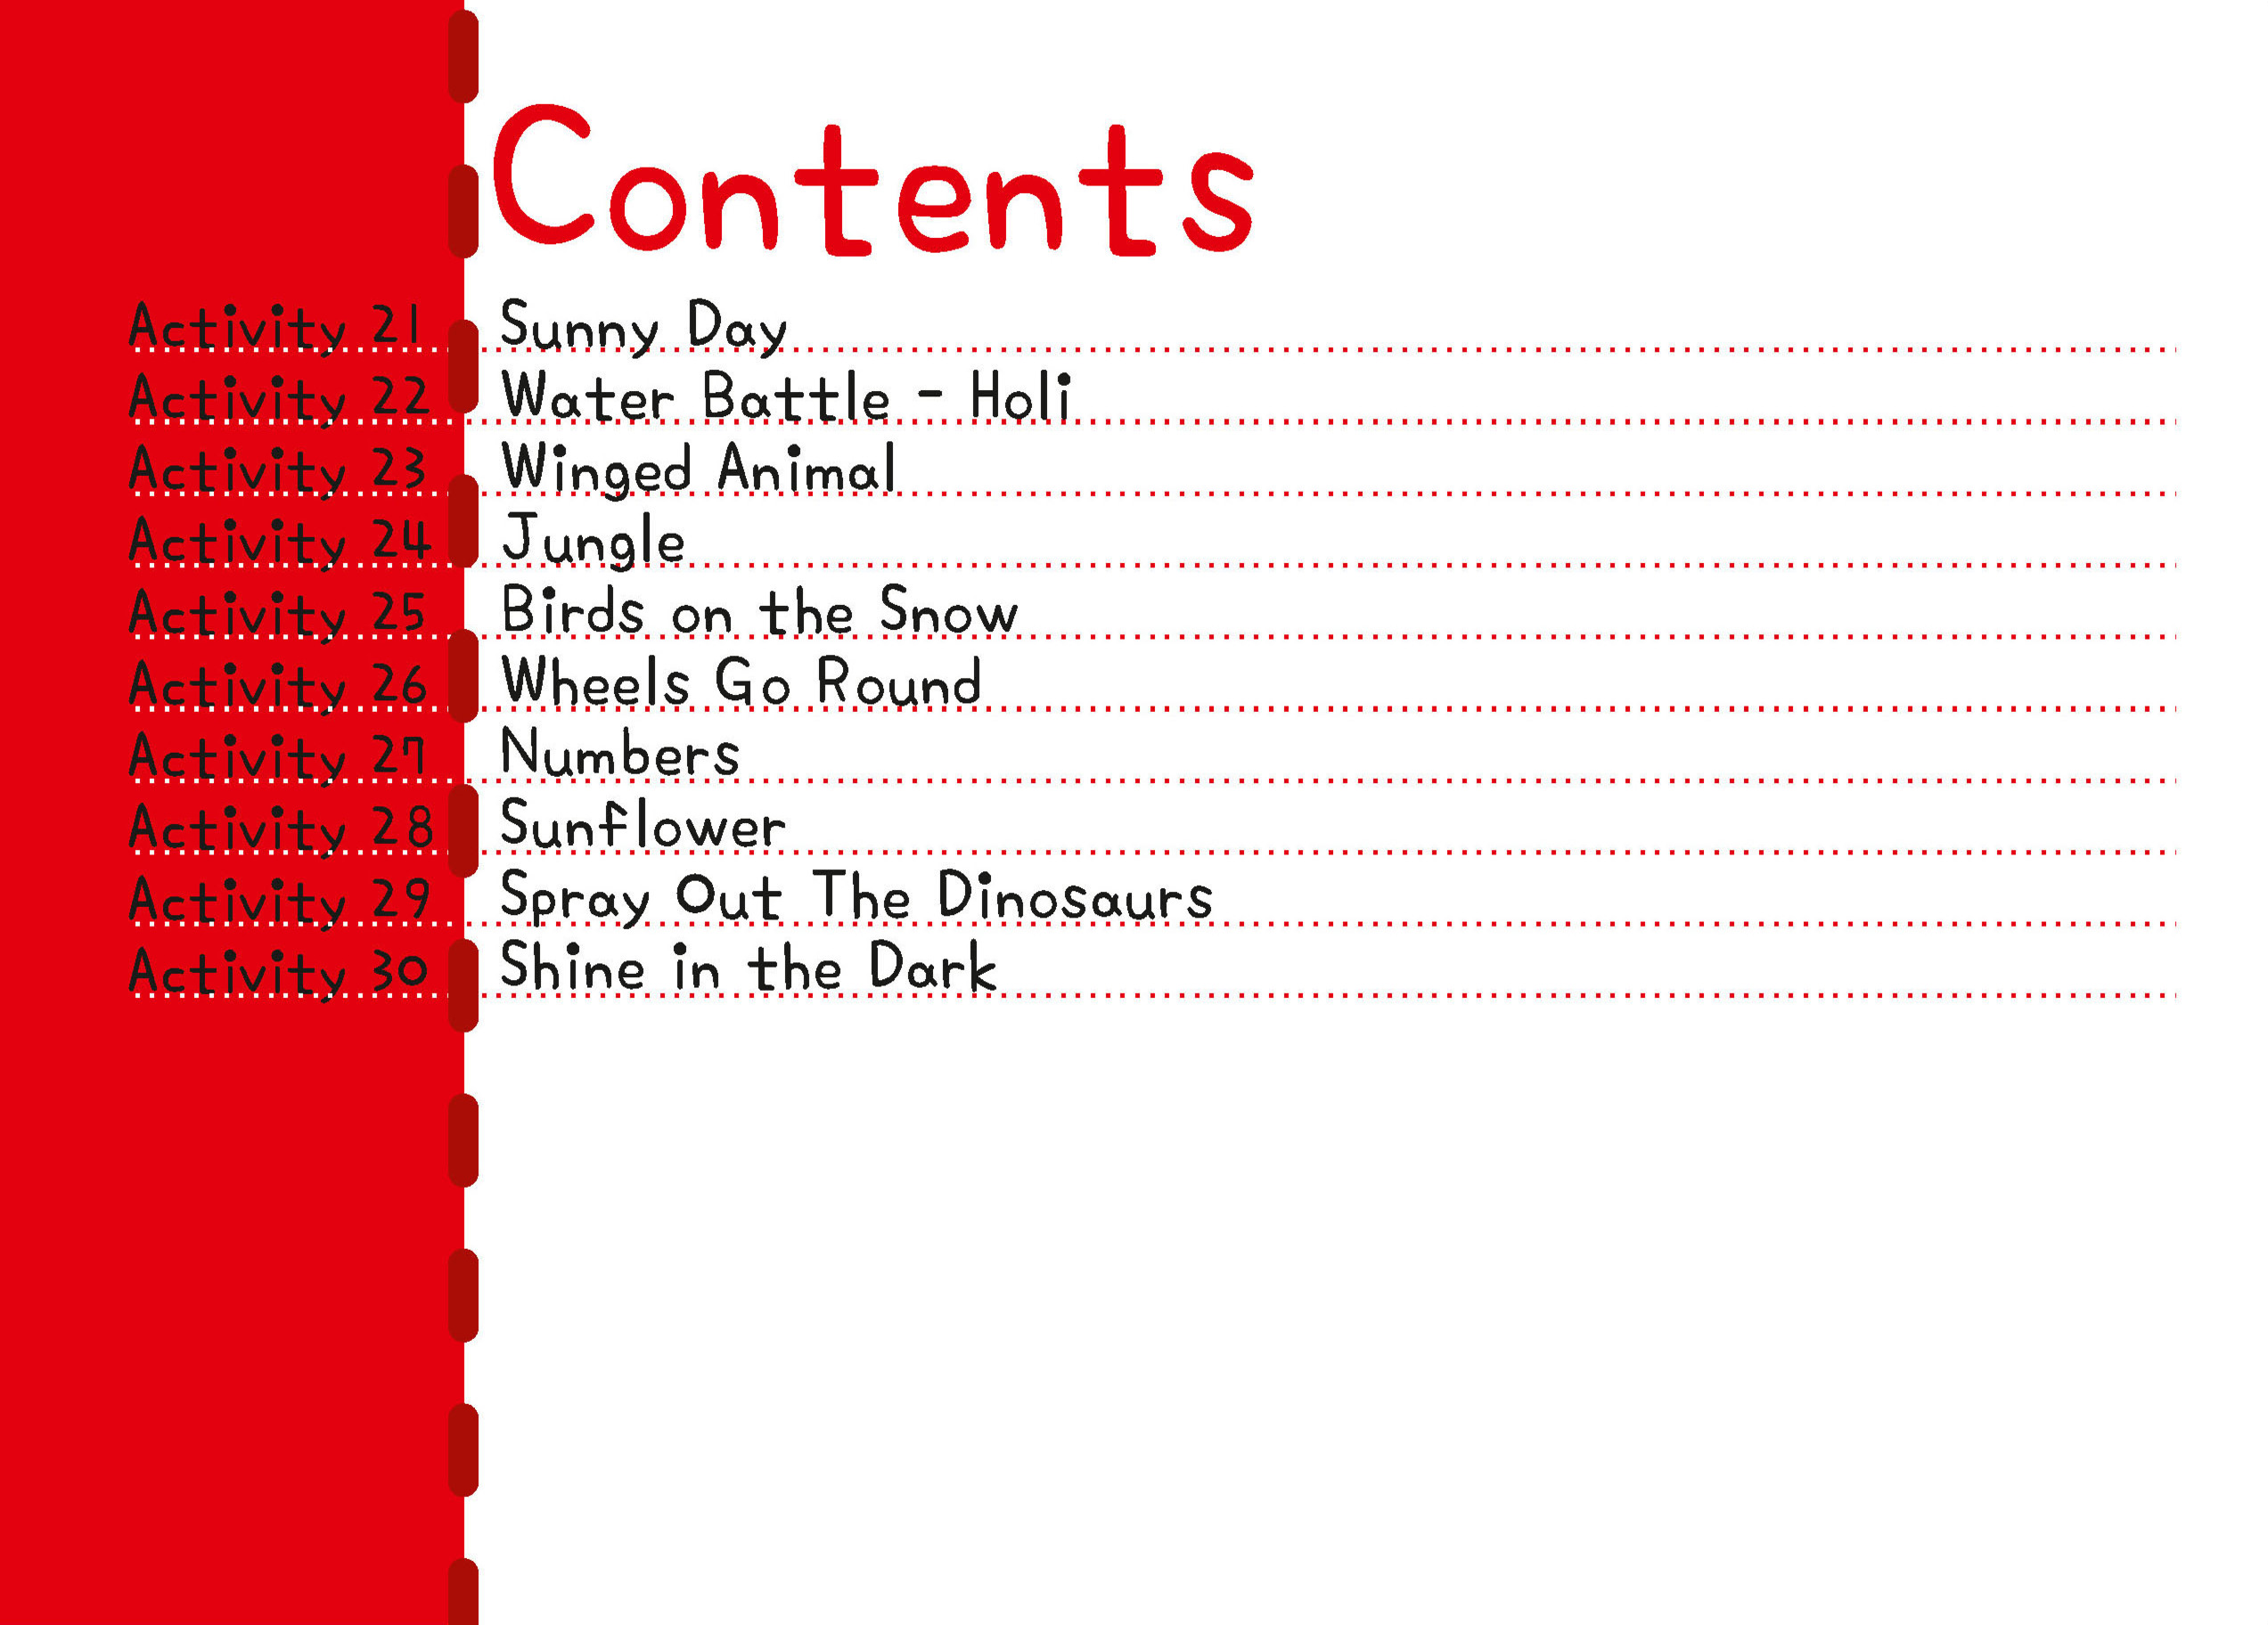 Contents
Activity 21 Sunny Day
Activity 22 Water Battle - Holi
Activity 23 Winged Animal
Activity 24 Jungle
Activity 25 Birds on the Snow
Activity 26 Wheels Go Round
Activity 27 Numbers
Activity 28 Sunflower
Activity 29 Spray Out The Dinosaurs
Activity 30 Shine in the Dark